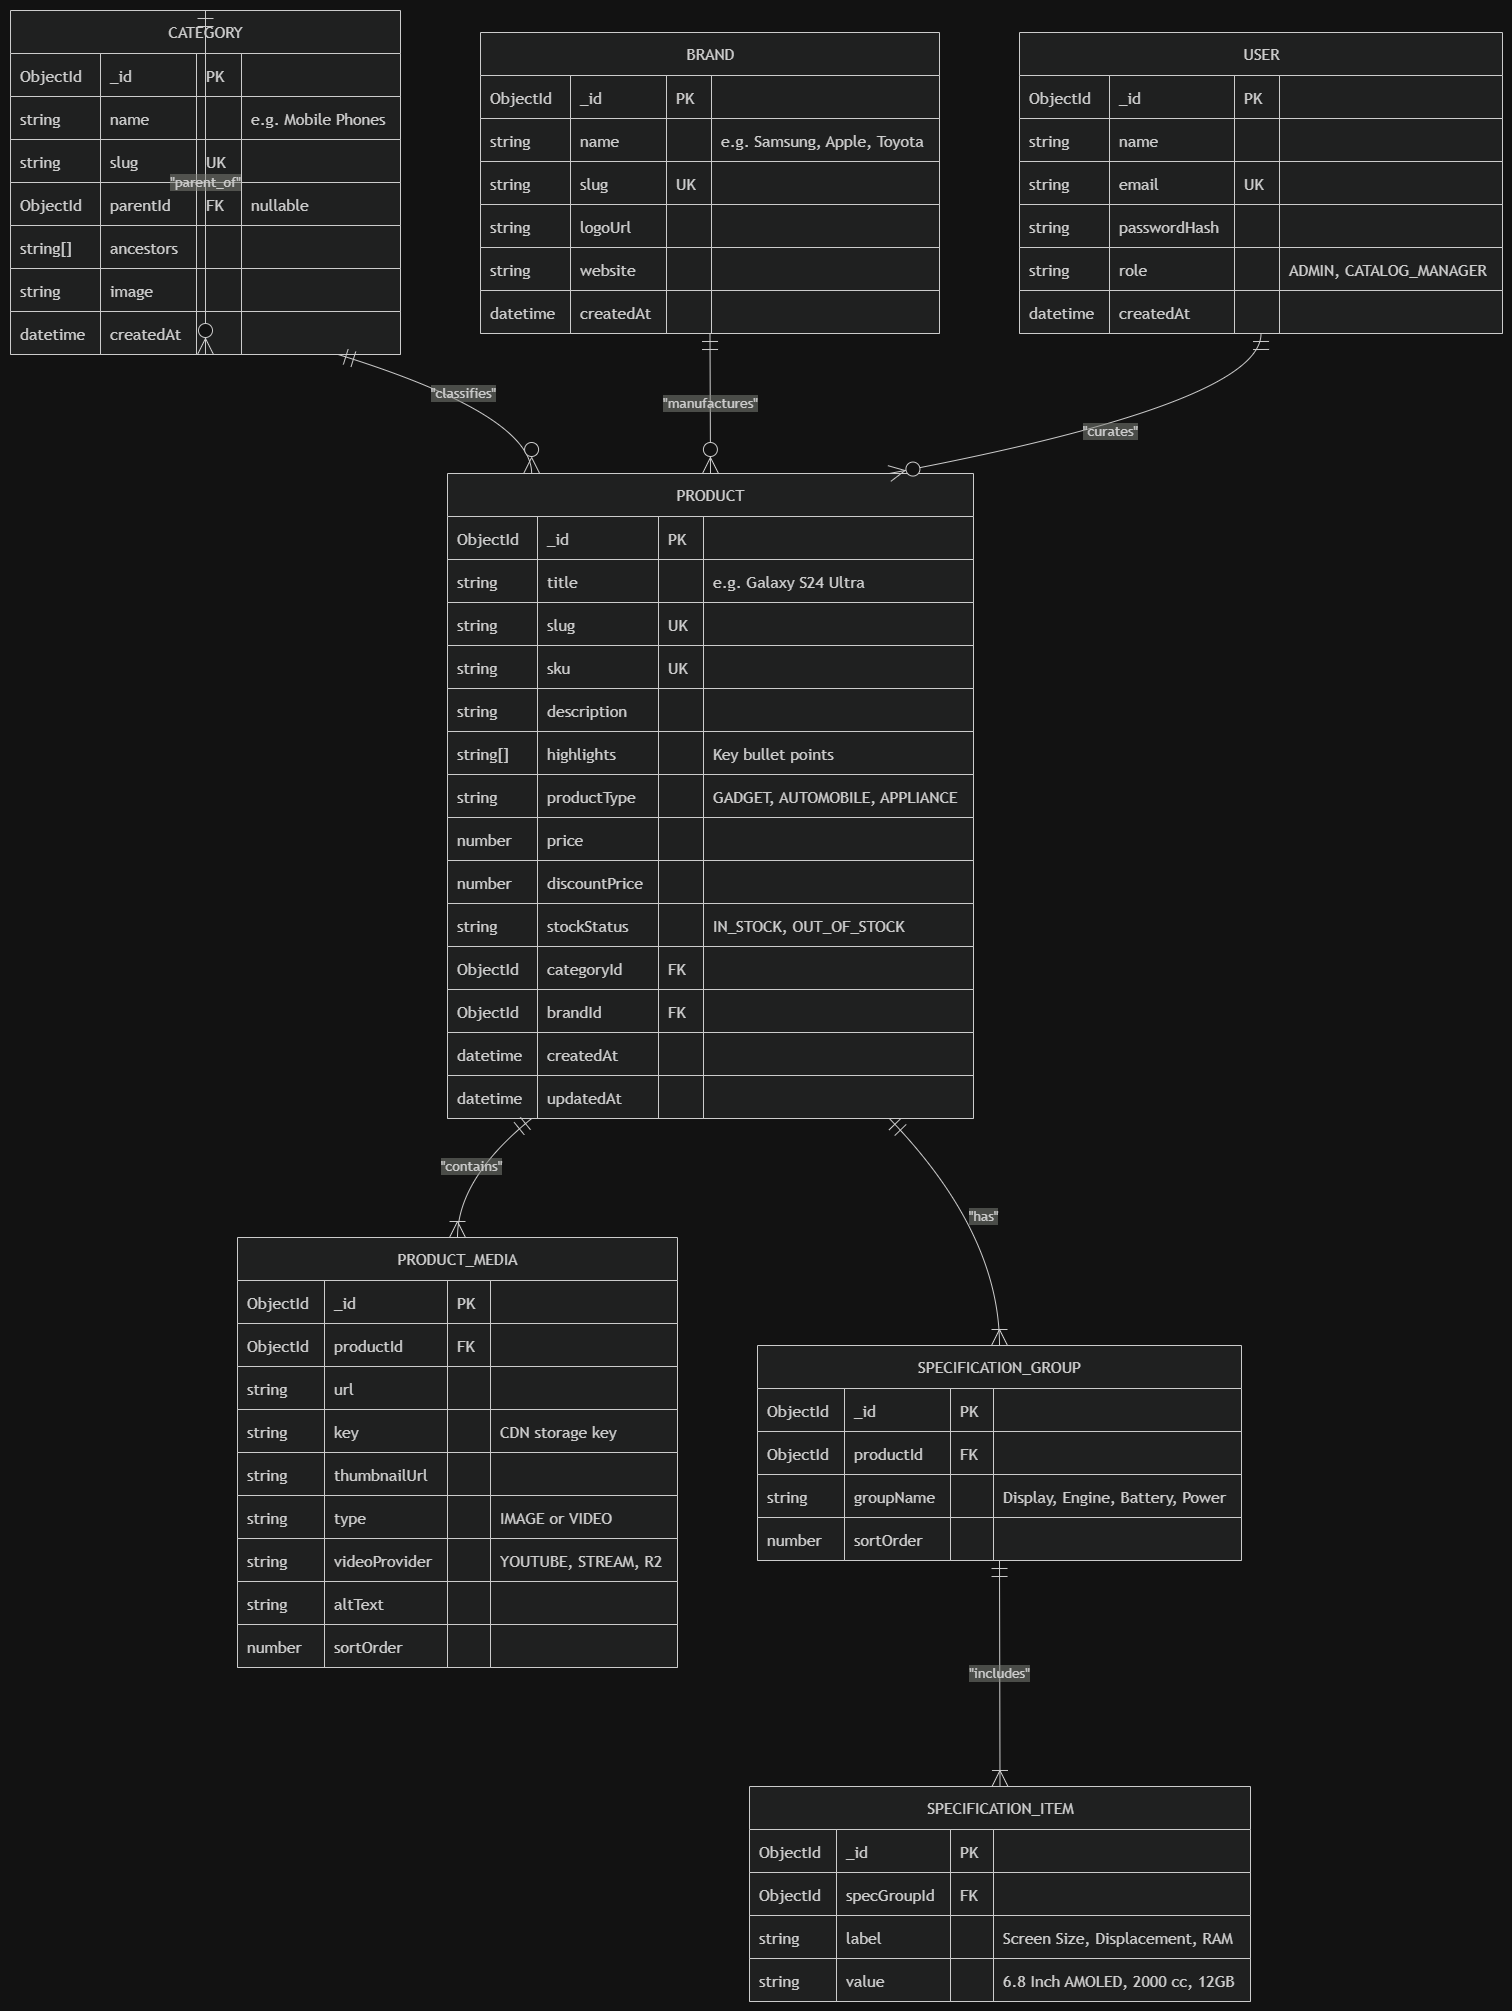 CATEGORY
ObjectId _id PK
string name e.g. Mobile Phones
string slug UK
"parent_of"
ObjectId parentId FK nullable
string[] ancestors
string image
datetime createdAt
BRAND
ObjectId _id PK
string name e.g. Samsung, Apple, Toyota
string slug UK
string logoUrl
string website
datetime createdAt
USER
ObjectId _id PK
string name
string email UK
string passwordHash
string role ADMIN, CATALOG_MANAGER
datetime createdAt
"classifies"
"manufactures"
"curates"
PRODUCT
ObjectId _id PK
string title e.g. Galaxy S24 Ultra
string slug UK
string sku UK
string description
string[] highlights Key bullet points
string productType GADGET, AUTOMOBILE, APPLIANCE
number price
number discountPrice
string stockStatus IN_STOCK, OUT_OF_STOCK
ObjectId categoryId FK
ObjectId brandId FK
datetime createdAt
datetime updatedAt
"contains"
"has"
PRODUCT_MEDIA
ObjectId _id PK
ObjectId productId FK
string url
string key CDN storage key
string thumbnailUrl
string type IMAGE or VIDEO
string videoProvider YOUTUBE, STREAM, R2
string altText
number sortOrder
SPECIFICATION_GROUP
ObjectId _id PK
ObjectId productId FK
string groupName Display, Engine, Battery, Power
number sortOrder
"includes"
SPECIFICATION_ITEM
ObjectId _id PK
ObjectId specGroupId FK
string label Screen Size, Displacement, RAM
string value 6.8 Inch AMOLED, 2000 cc, 12GB